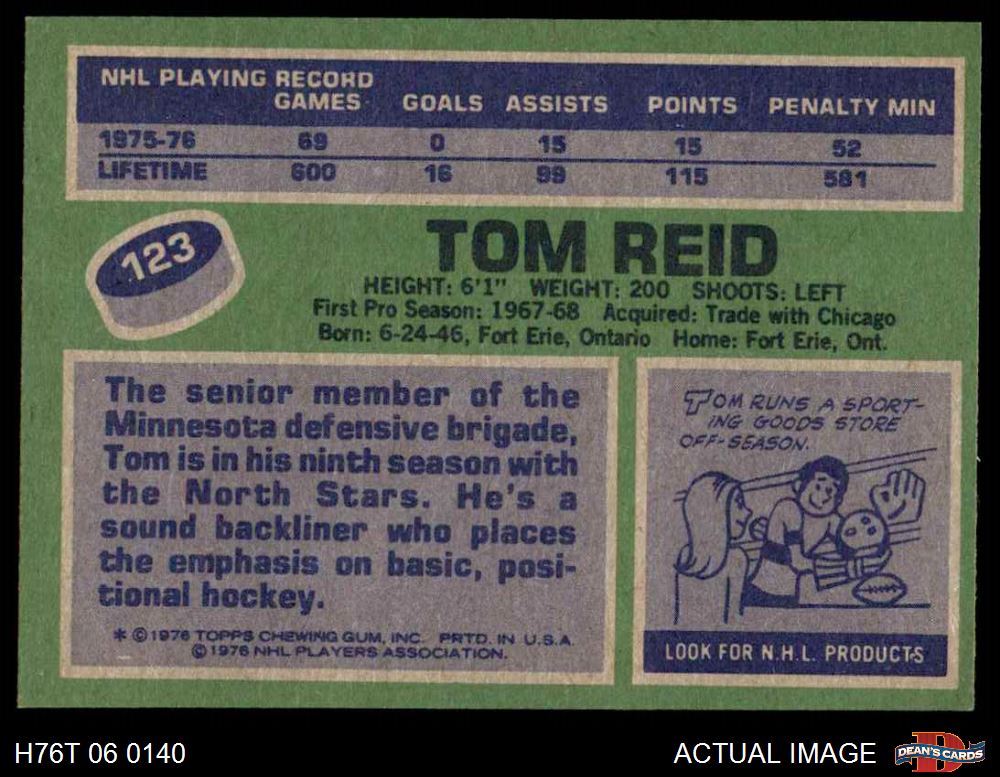 NHL PLAYING RECORD
GAMES GOALS ASSISTS POINTS PENALTY MIN
1975-76 69 0 15 15 52
LIFETIME 600 16 99 115 581
123
TOM REID
HEIGHT: 6'1" WEIGHT: 200 SHOOTS: LEFT
First Pro Season: 1967-68 Acquired: Trade with Chicago
Born: 6-24-46, Fort Erie, Ontario Home: Fort Erie, Ont.
The senior member of the
Minnesota defensive brigade,
Tom is in his ninth season with
the North Stars. He's a
sound backliner who places
the emphasis on basic, posi-
tional hockey.
* ©1976 TOPPS CHEWING GUM, INC. PRTD. IN U.S.A.
©1976 NHL PLAYERS ASSOCIATION.
TOM RUNS A SPORT-
ING GOODS STORE
OFF-SEASON.
LOOK FOR N.H.L. PRODUCTS
H76T 06 0140
ACTUAL IMAGE
D
DEAN'S CARDS